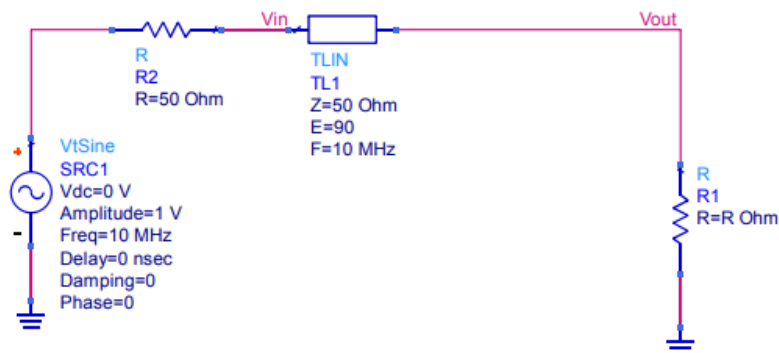 Vin
Vout
R
R2
R=50 Ohm
TLIN
TL1
Z=50 Ohm
E=90
F=10 MHz
+
VtSine
SRC1
Vdc=0 V
Amplitude=1 V
Freq=10 MHz
Delay=0 nsec
Damping=0
Phase=0
-
R
R1
R=R Ohm